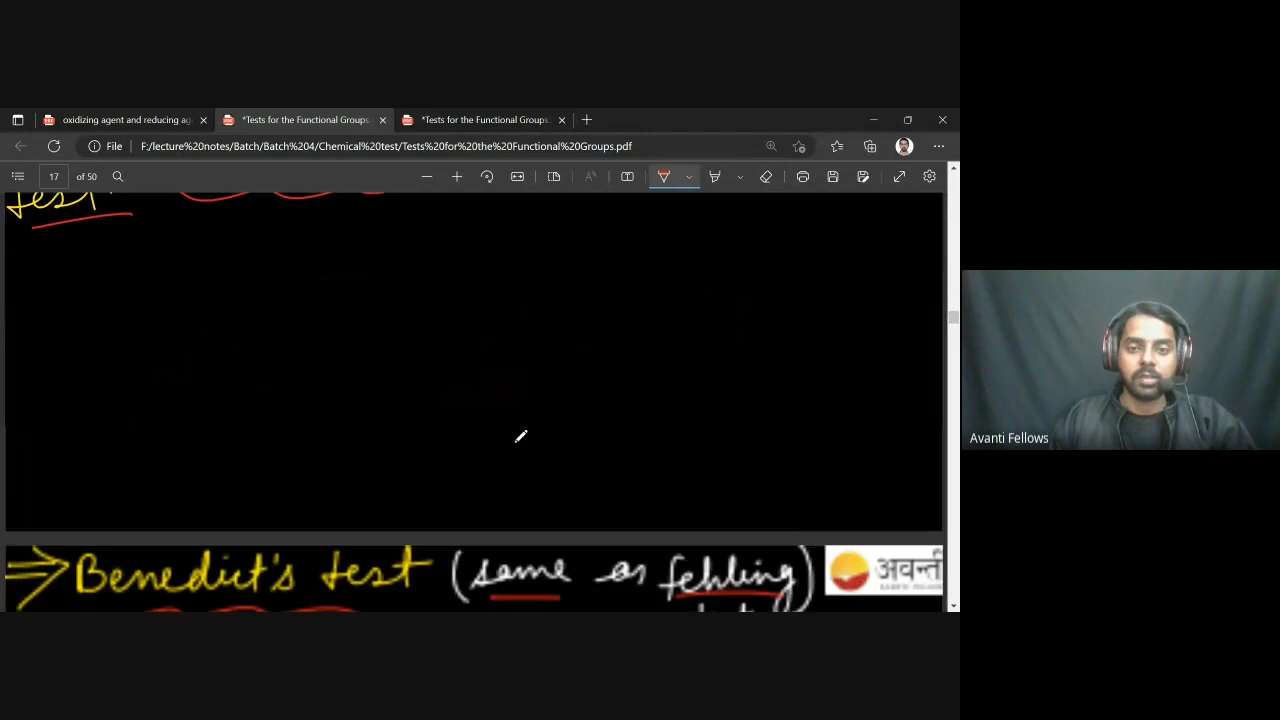 oxidizing agent and reducing ag
*Tests for the Functional Groups
*Tests for the Functional Groups.
File
F:/lecture%20notes/Batch/Batch%204/Chemical%20test/Tests%20for%20the%20Functional%20Groups.pdf
17 of 50
test
⇒ Benedict's test (same as fehling)
अवन्ती
Avanti Fellows